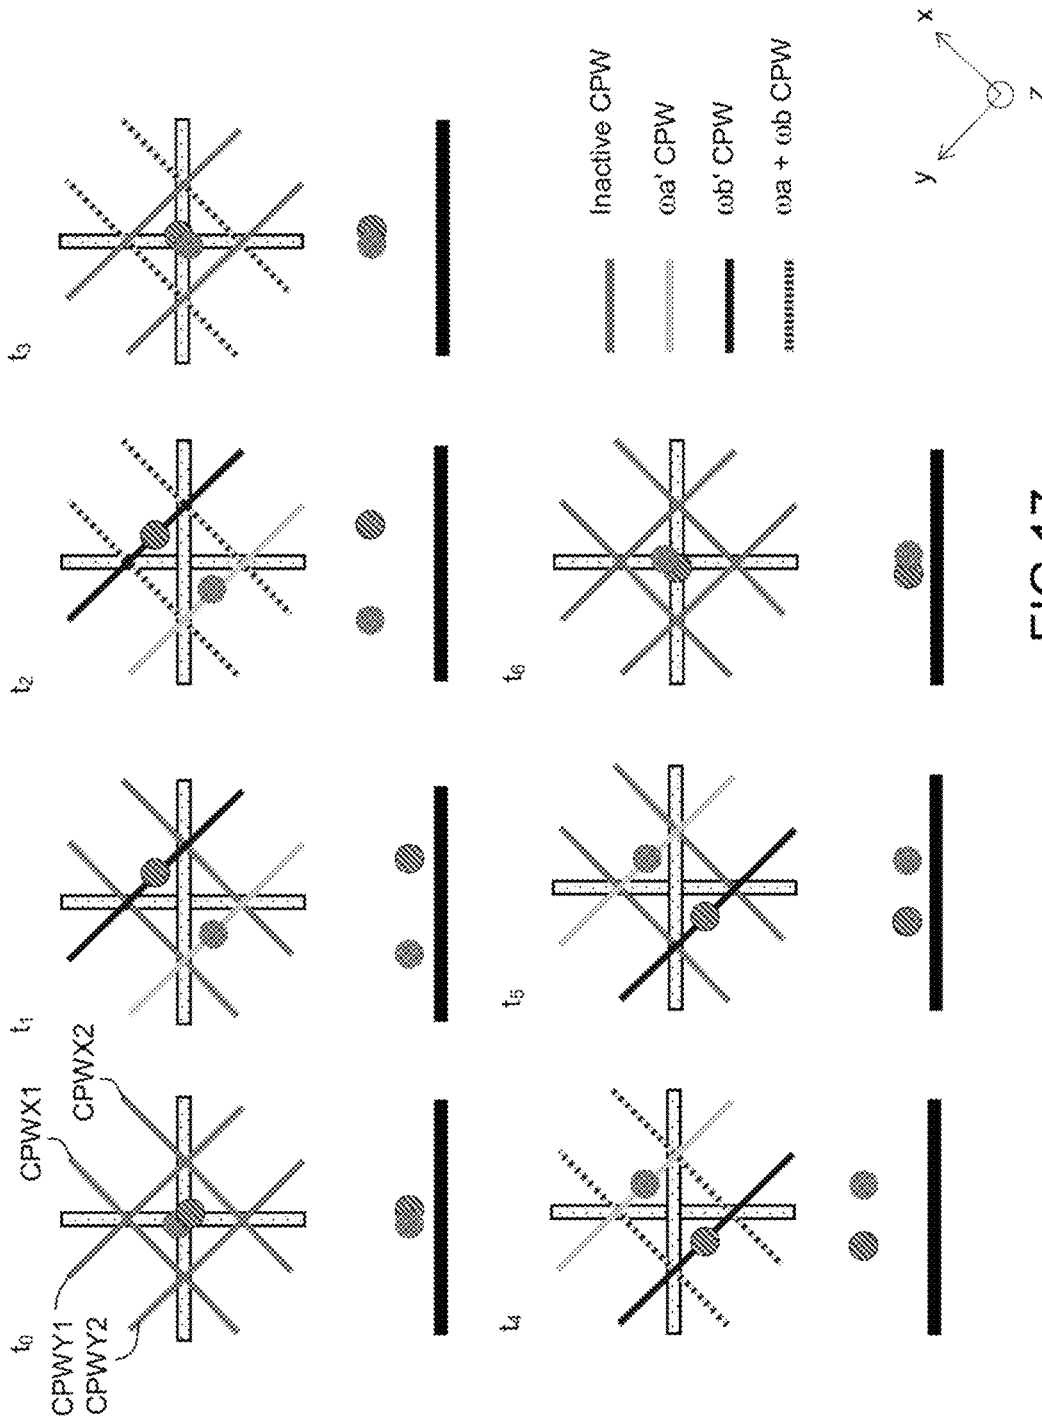 t0
CPWY1
CPWY2
CPWX1
CPWX2
t1
t2
t3
t4
t5
t6
Inactive CPW
ωa' CPW
ωb' CPW
ωa + ωb CPW
x
y
z